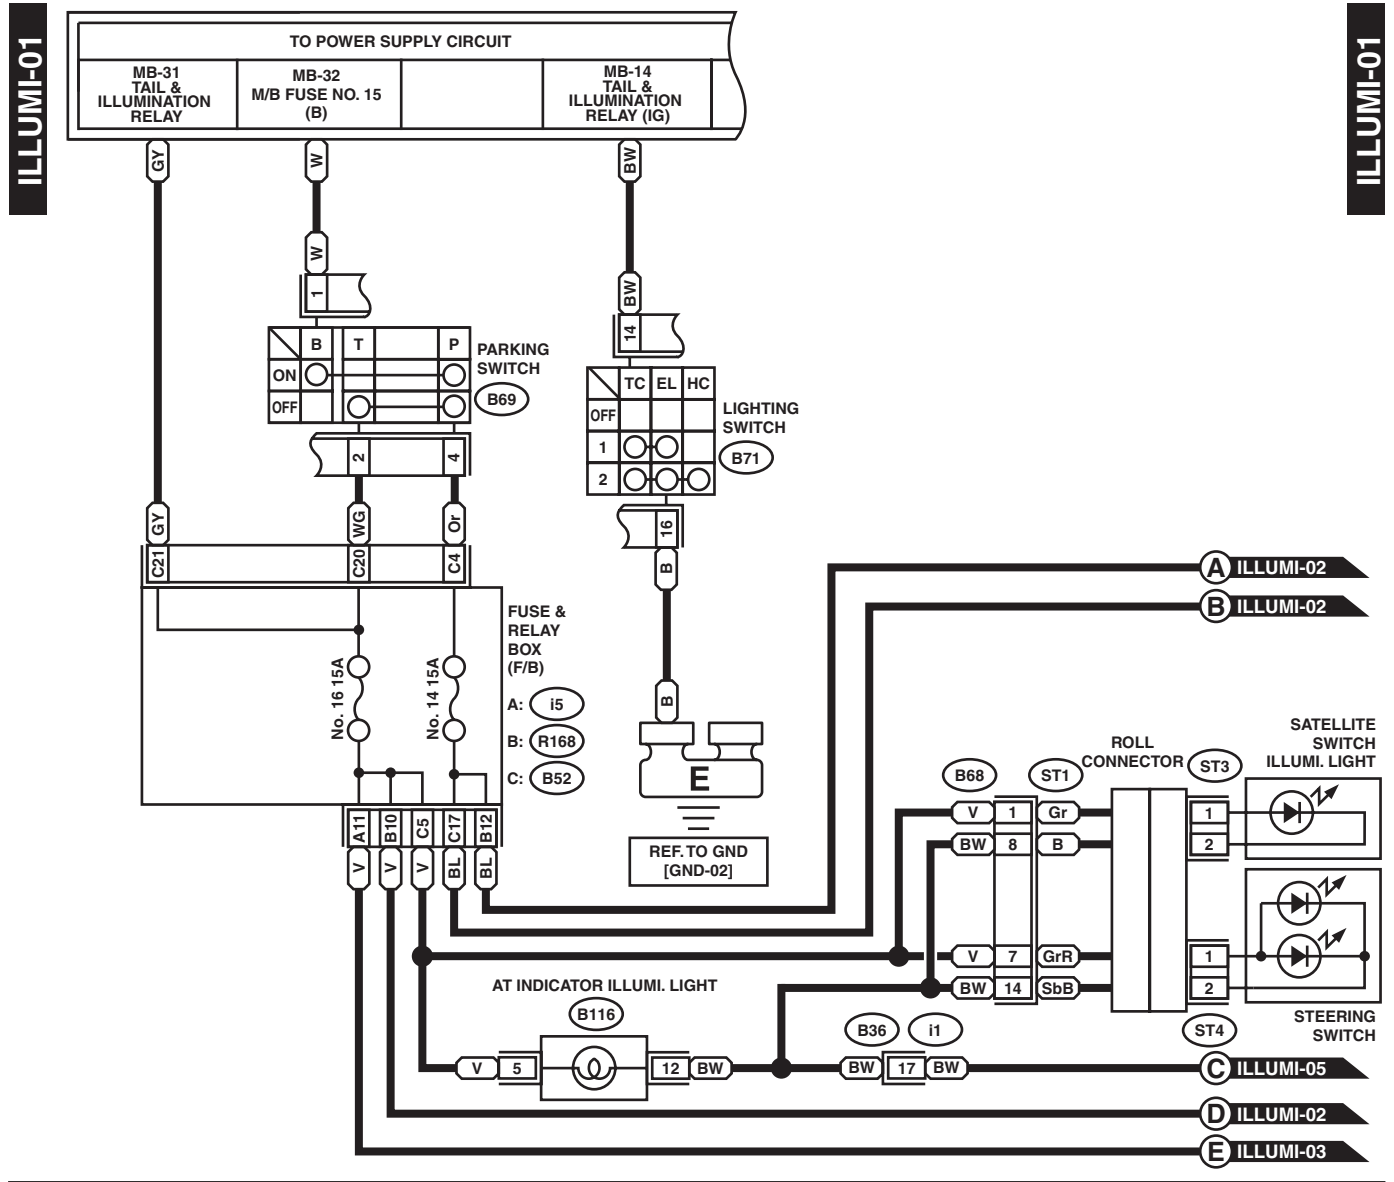 ILLUMI-01
ILLUMI-01
TO POWER SUPPLY CIRCUIT
MB-31
TAIL &
ILLUMINATION
RELAY
MB-32
M/B FUSE NO. 15
(B)
MB-14
TAIL &
ILLUMINATION
RELAY (IG)
GY
W
BW
W
1
B T P
ON
OFF
PARKING
SWITCH
B69
2 4
BW
14
TC EL HC
OFF
1
2
LIGHTING
SWITCH
B71
16
B
GY WG Or
C21 C20 C4
No. 16 15A
No. 14 15A
FUSE &
RELAY
BOX
(F/B)
A: i5
B: R168
C: B52
A11 B10 C5 C17 B12
V V V BL BL
B
E
REF. TO GND
[GND-02]
A ILLUMI-02
B ILLUMI-02
SATELLITE
SWITCH
ILLUMI. LIGHT
ROLL
CONNECTOR
B68 ST1 ST3
V 1 Gr 1
BW 8 B 2
V 7 GrR 1
BW 14 SbB 2
ST4
STEERING
SWITCH
AT INDICATOR ILLUMI. LIGHT
B116
V 5 12 BW
B36 i1
BW 17 BW
C ILLUMI-05
D ILLUMI-02
E ILLUMI-03